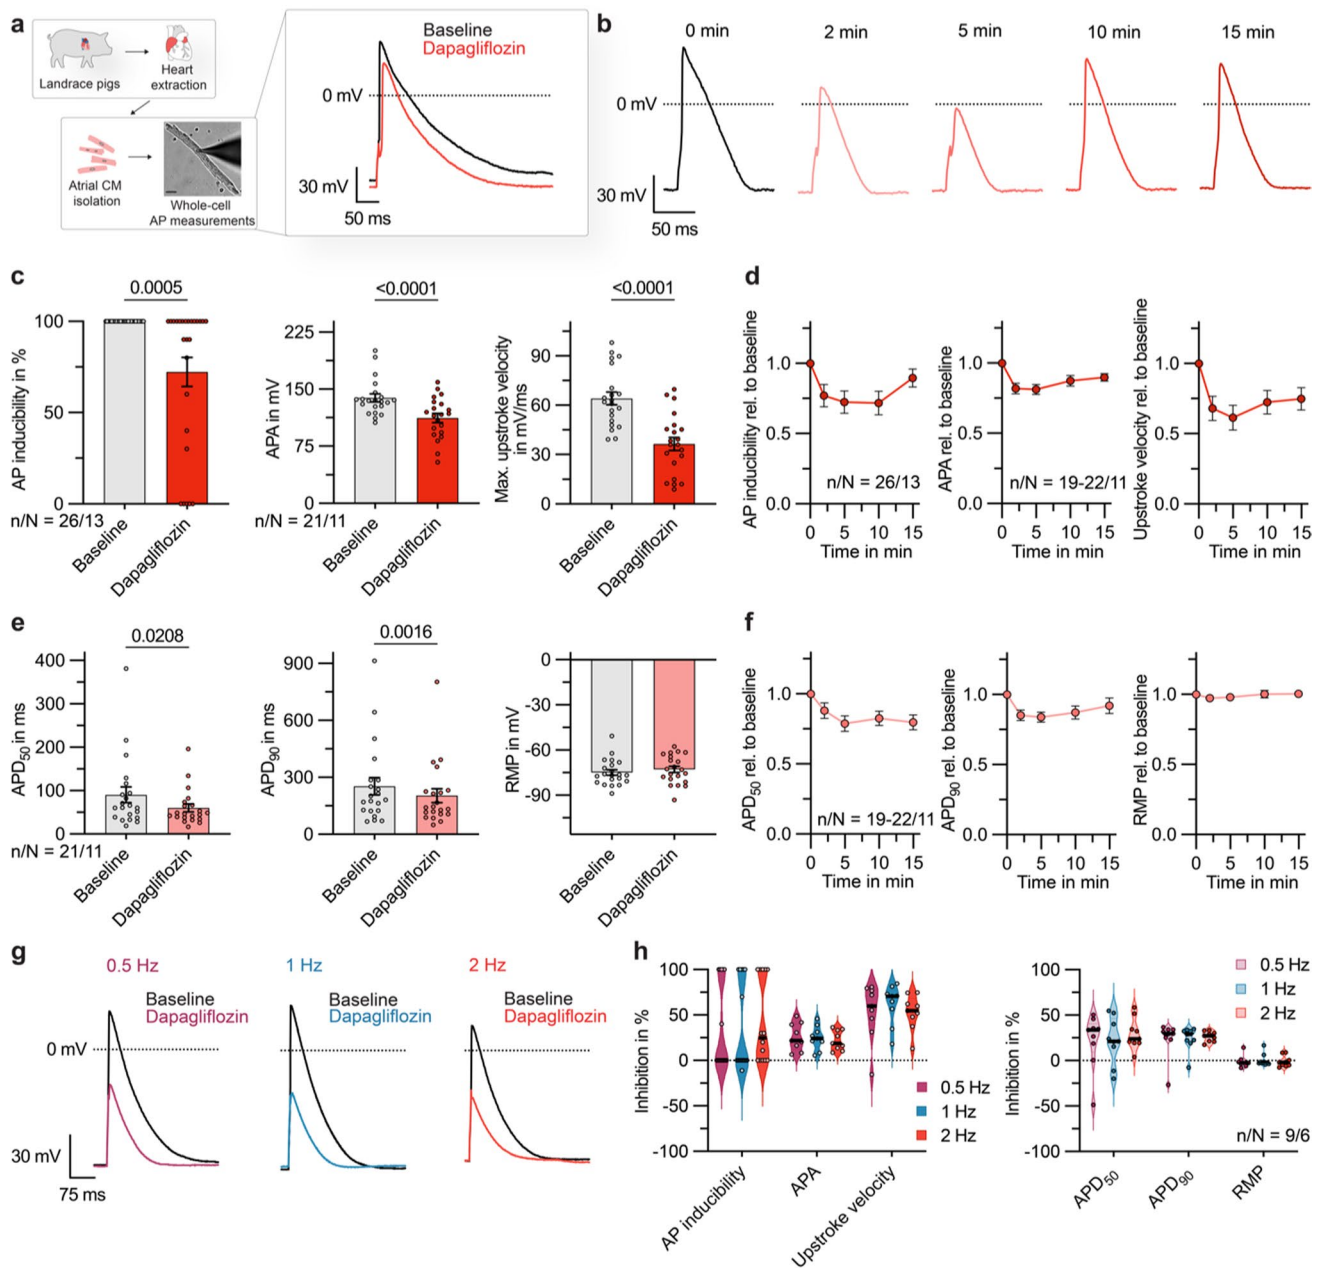 a
Landrace pigs
Heart
extraction
Atrial CM
isolation
Whole-cell
AP measurements
Baseline
Dapagliflozin
0 mV
30 mV
50 ms
b
0 min
2 min
5 min
10 min
15 min
0 mV
30 mV
50 ms
c
AP inducibility in %
100
50
0
0.0005
n/N = 26/13
Baseline
Dapagliflozin
APA in mV
225
150
75
0
<0.0001
n/N = 21/11
Baseline
Dapagliflozin
Max. upstroke velocity
in mV/ms
90
60
30
0
<0.0001
Baseline
Dapagliflozin
d
AP inducibility rel. to baseline
1.0
0.5
0.0
n/N = 26/13
0 5 10 15
Time in min
APA rel. to baseline
1.0
0.5
0.0
n/N = 19-22/11
0 5 10 15
Time in min
Upstroke velocity rel. to baseline
1.0
0.5
0.0
0 5 10 15
Time in min
e
APD50 in ms
400
300
200
100
0
0.0208
n/N = 21/11
Baseline
Dapagliflozin
APD90 in ms
900
600
300
0
0.0016
Baseline
Dapagliflozin
RMP in mV
0
-30
-60
-90
Baseline
Dapagliflozin
f
APD50 rel. to baseline
1.0
0.5
0.0
n/N = 19-22/11
0 5 10 15
Time in min
APD90 rel. to baseline
1.0
0.5
0.0
0 5 10 15
Time in min
RMP rel. to baseline
1.0
0.5
0.0
0 5 10 15
Time in min
g
0.5 Hz
Baseline
Dapagliflozin
0 mV
30 mV
75 ms
1 Hz
Baseline
Dapagliflozin
2 Hz
Baseline
Dapagliflozin
h
Inhibition in %
100
50
0
-50
-100
0.5 Hz
1 Hz
2 Hz
AP inducibility
APA
Upstroke velocity
Inhibition in %
100
50
0
-50
-100
0.5 Hz
1 Hz
2 Hz
n/N = 9/6
APD50
APD90
RMP